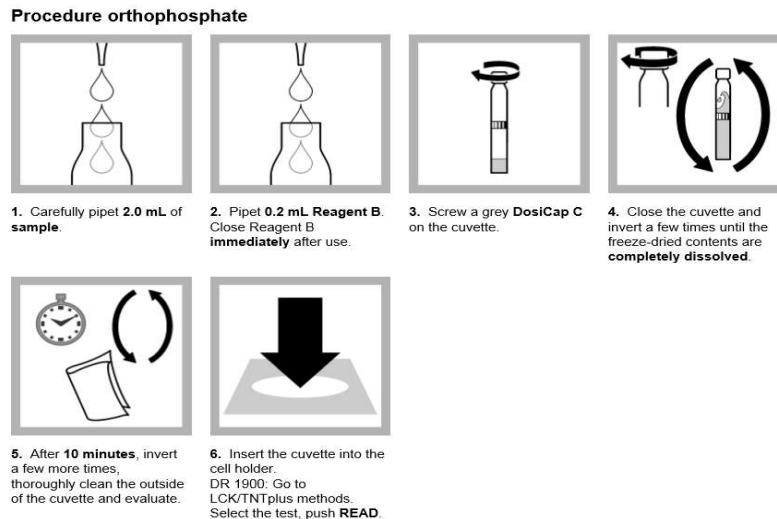 Procedure orthophosphate
1. Carefully pipet 2.0 mL of
sample.
2. Pipet 0.2 mL Reagent B.
Close Reagent B
immediately after use.
3. Screw a grey DosiCap C
on the cuvette.
4. Close the cuvette and
invert a few times until the
freeze-dried contents are
completely dissolved.
5. After 10 minutes, invert
a few more times,
thoroughly clean the outside
of the cuvette and evaluate.
6. Insert the cuvette into the
cell holder.
DR 1900: Go to
LCK/TNTplus methods.
Select the test, push READ.